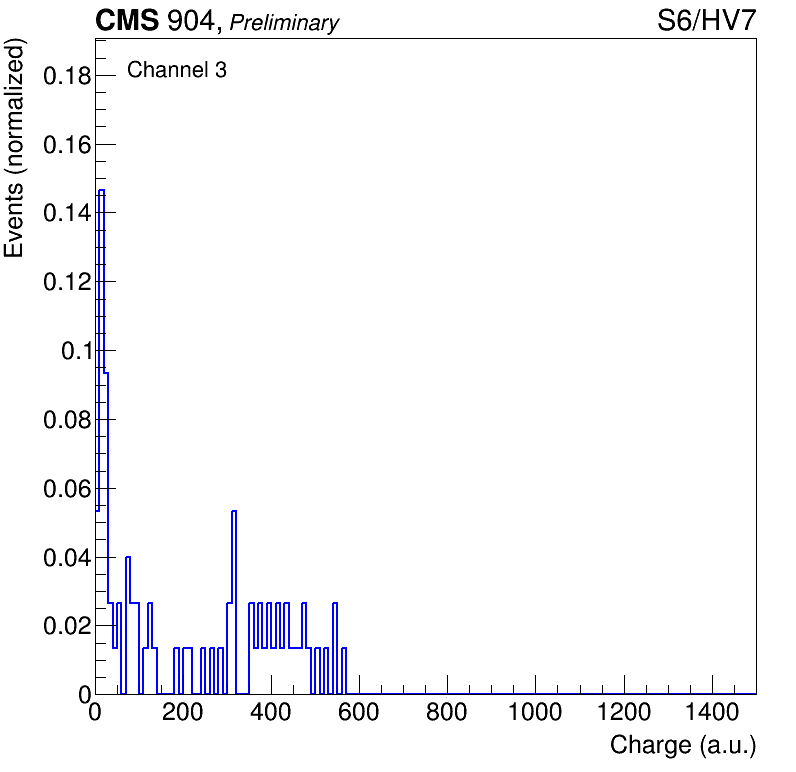 CMS 904, Preliminary S6/HV7
Events (normalized)
Channel 3
0.18
0.16
0.14
0.12
0.1
0.08
0.06
0.04
0.02
0
0 200 400 600 800 1000 1200 1400
Charge (a.u.)